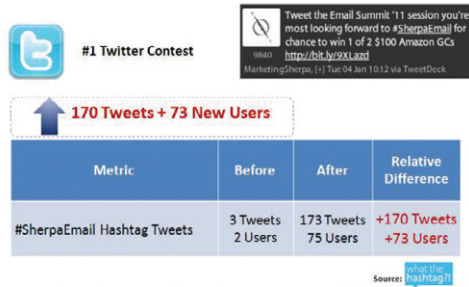 #1 Twitter Contest
Tweet the Email Summit '11 session you're
most looking forward to #SherpaEmail for
chance to win 1 of 2 $100 Amazon GCs
9840 http://bit.ly/9XLazd
MarketingSherpa, [+] Tue 04 Jan 10:12 via TweetDeck
170 Tweets + 73 New Users
Metric Before After Relative Difference
#SherpaEmail Hashtag Tweets
3 Tweets 173 Tweets +170 Tweets
2 Users 75 Users +73 Users
Source: what the
hashtag?!